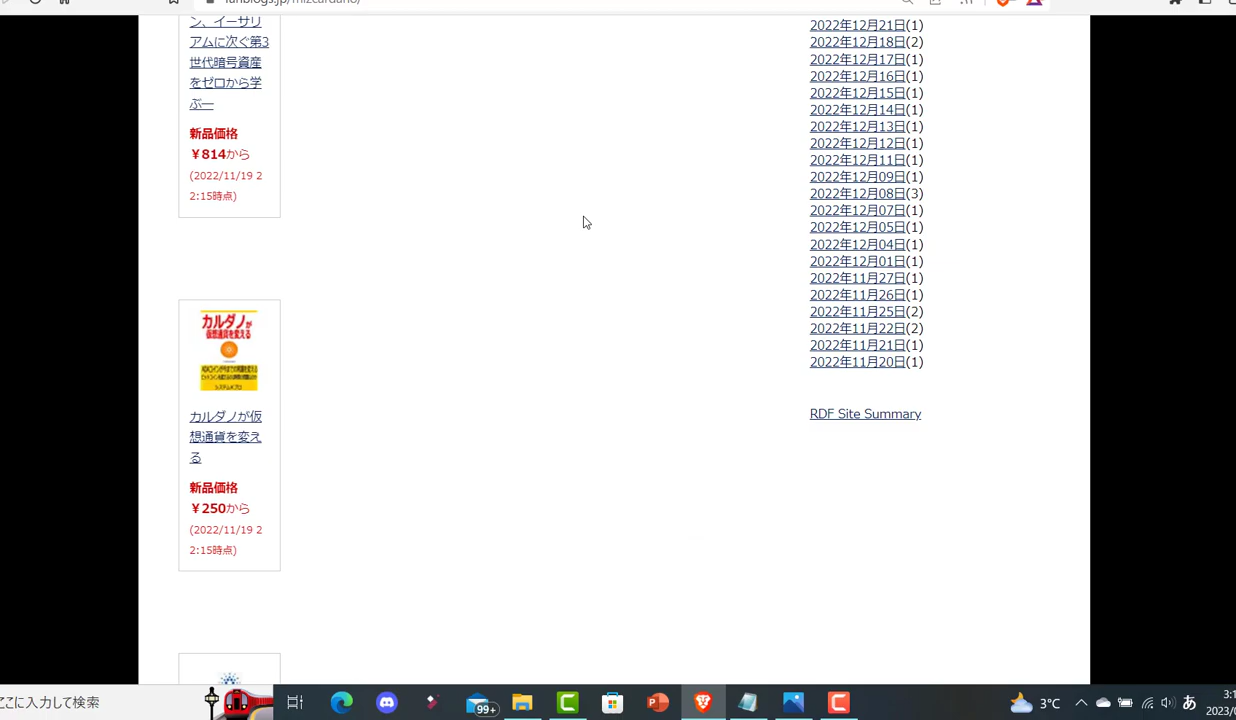 fanblogs.jp/mizcardano/
ン、イーサリ
アムに次ぐ第3
世代暗号資産
をゼロから学
ぶ―
新品価格
￥814から
(2022/11/19 2
2:15時点)
カルダノが
仮想通貨を変える
システムKプロ
カルダノが仮
想通貨を変え
る
新品価格
￥250から
(2022/11/19 2
2:15時点)
2022年12月21日(1)
2022年12月18日(2)
2022年12月17日(1)
2022年12月16日(1)
2022年12月15日(1)
2022年12月14日(1)
2022年12月13日(1)
2022年12月12日(1)
2022年12月11日(1)
2022年12月09日(1)
2022年12月08日(3)
2022年12月07日(1)
2022年12月05日(1)
2022年12月04日(1)
2022年12月01日(1)
2022年11月27日(1)
2022年11月26日(1)
2022年11月25日(2)
2022年11月22日(2)
2022年11月21日(1)
2022年11月20日(1)
RDF Site Summary
ここに入力して検索
99+
3°C
あ
3:1
2023/0